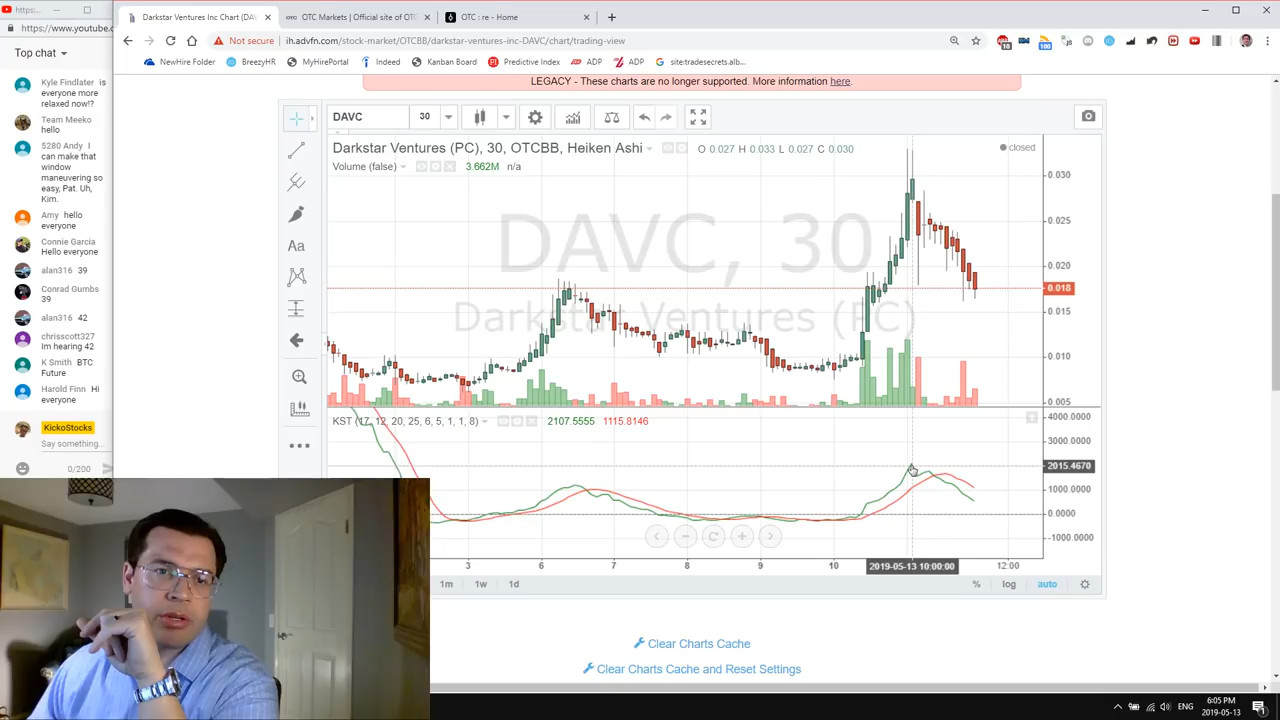 https:
https://www.youtube.c
Top chat
Kyle Findlater is
everyone more
relaxed now!?
Team Meeko
hello
5280 Andy I
can make that
window
maneuvering so
easy, Pat. Uh,
Kim.
Amy hello
everyone
Connie Garcia
Hello everyone
alan316 39
Conrad Gumbs
39
alan316 42
chrisscott327
Im hearing 42
K Smith BTC
Future
Harold Finn Hi
everyone
KickoStocks
Say something...
0/200
Darkstar Ventures Inc Chart (DAV
OTC Markets | Official site of OT
OTC : re - Home
Not secure | ih.advfn.com/stock-market/OTCBB/darkstar-ventures-inc-DAVC/chart/trading-view
NewHire Folder BreezyHR MyHirePortal Indeed Kanban Board Predictive Index ADP ADP site:tradesecrets.alb...
LEGACY - These charts are no longer supported. More information here.
DAVC 30
Darkstar Ventures (PC), 30, OTCBB, Heiken Ashi O 0.027 H 0.033 L 0.027 C 0.030
closed
Volume (false) 3.662M n/a
DAVC, 30
Darkstar Ventures (PC)
0.030
0.025
0.020
0.018
0.015
0.010
0.005
KST (17, 12, 20, 25, 6, 5, 1, 1, 8) 2107.5555 1115.8146
4000.0000
3000.0000
2015.4670
1000.0000
0.0000
-1000.0000
3 6 7 8 9 10 2019-05-13 10:00:00 12:00
1m 1w 1d % log auto
Aa
Clear Charts Cache
Clear Charts Cache and Reset Settings
ENG
6:05 PM
2019-05-13